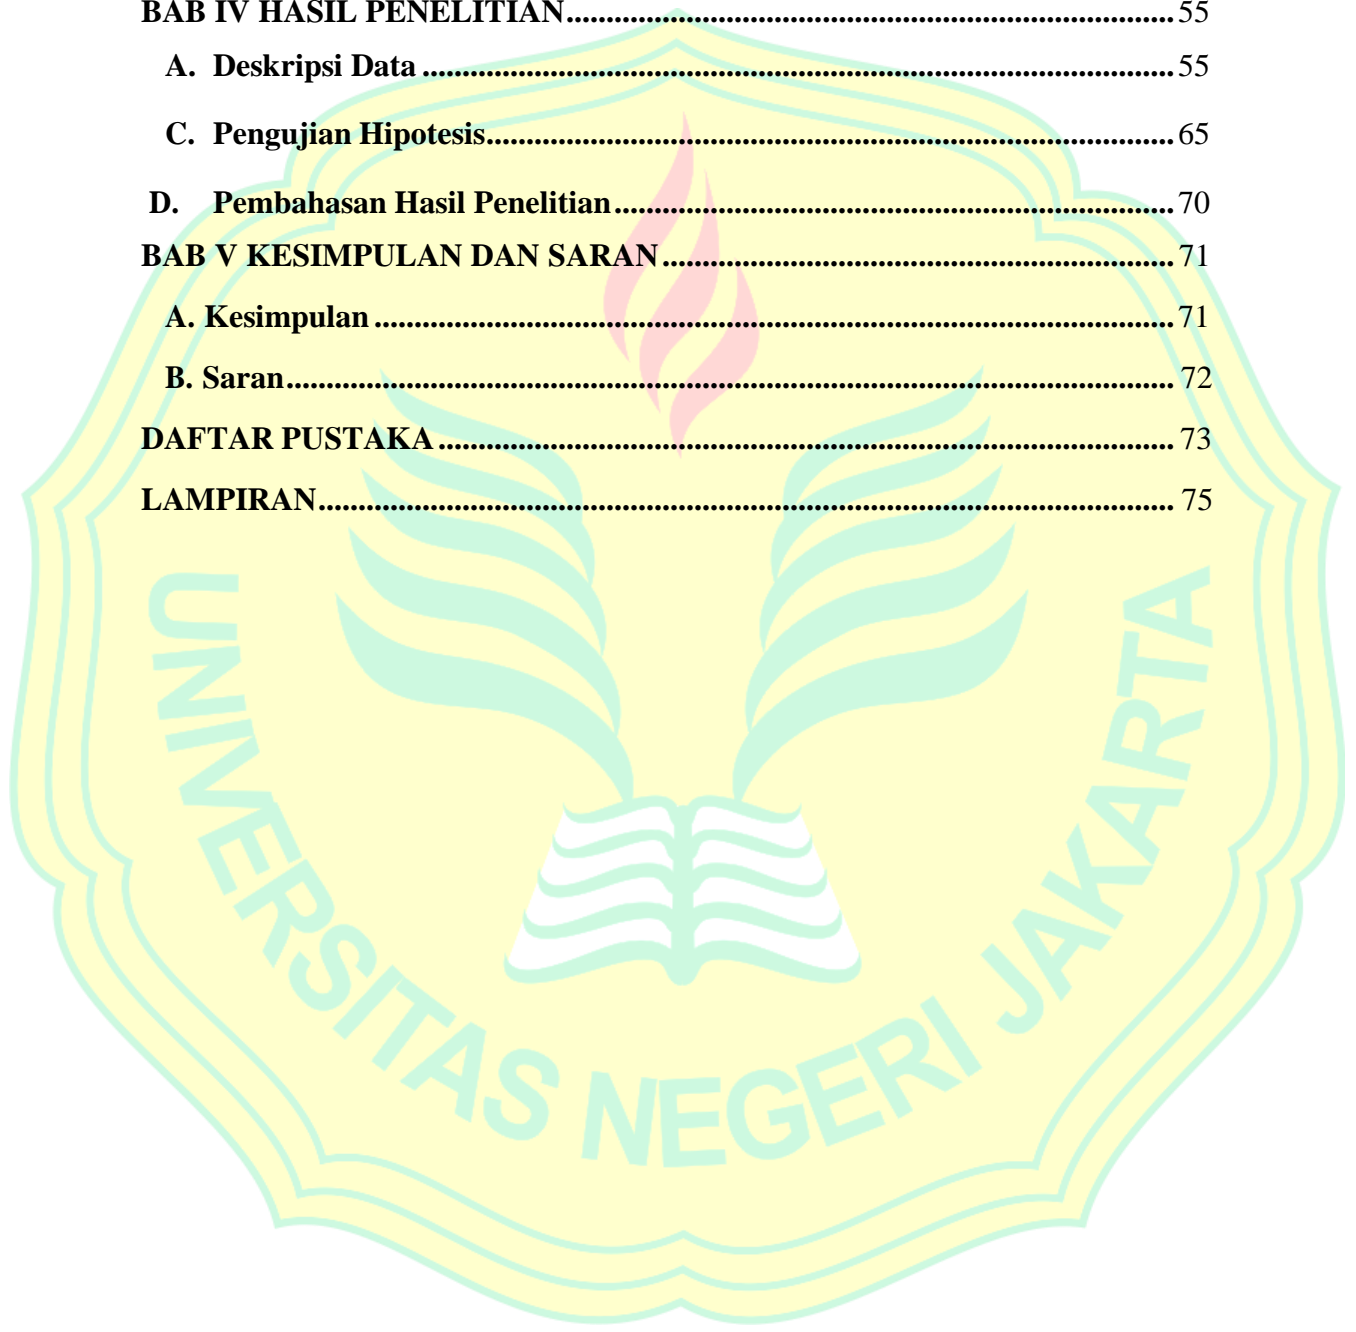 BAB IV HASIL PENELITIAN........................................................................... 55
A. Deskripsi Data ............................................................................................. 55
C. Pengujian Hipotesis..................................................................................... 65
D. Pembahasan Hasil Penelitian..................................................................... 70
BAB V KESIMPULAN DAN SARAN............................................................... 71
A. Kesimpulan .................................................................................................. 71
B. Saran............................................................................................................. 72
DAFTAR PUSTAKA ........................................................................................... 73
LAMPIRAN.......................................................................................................... 75
UNIVERSITAS NEGERI JAKARTA